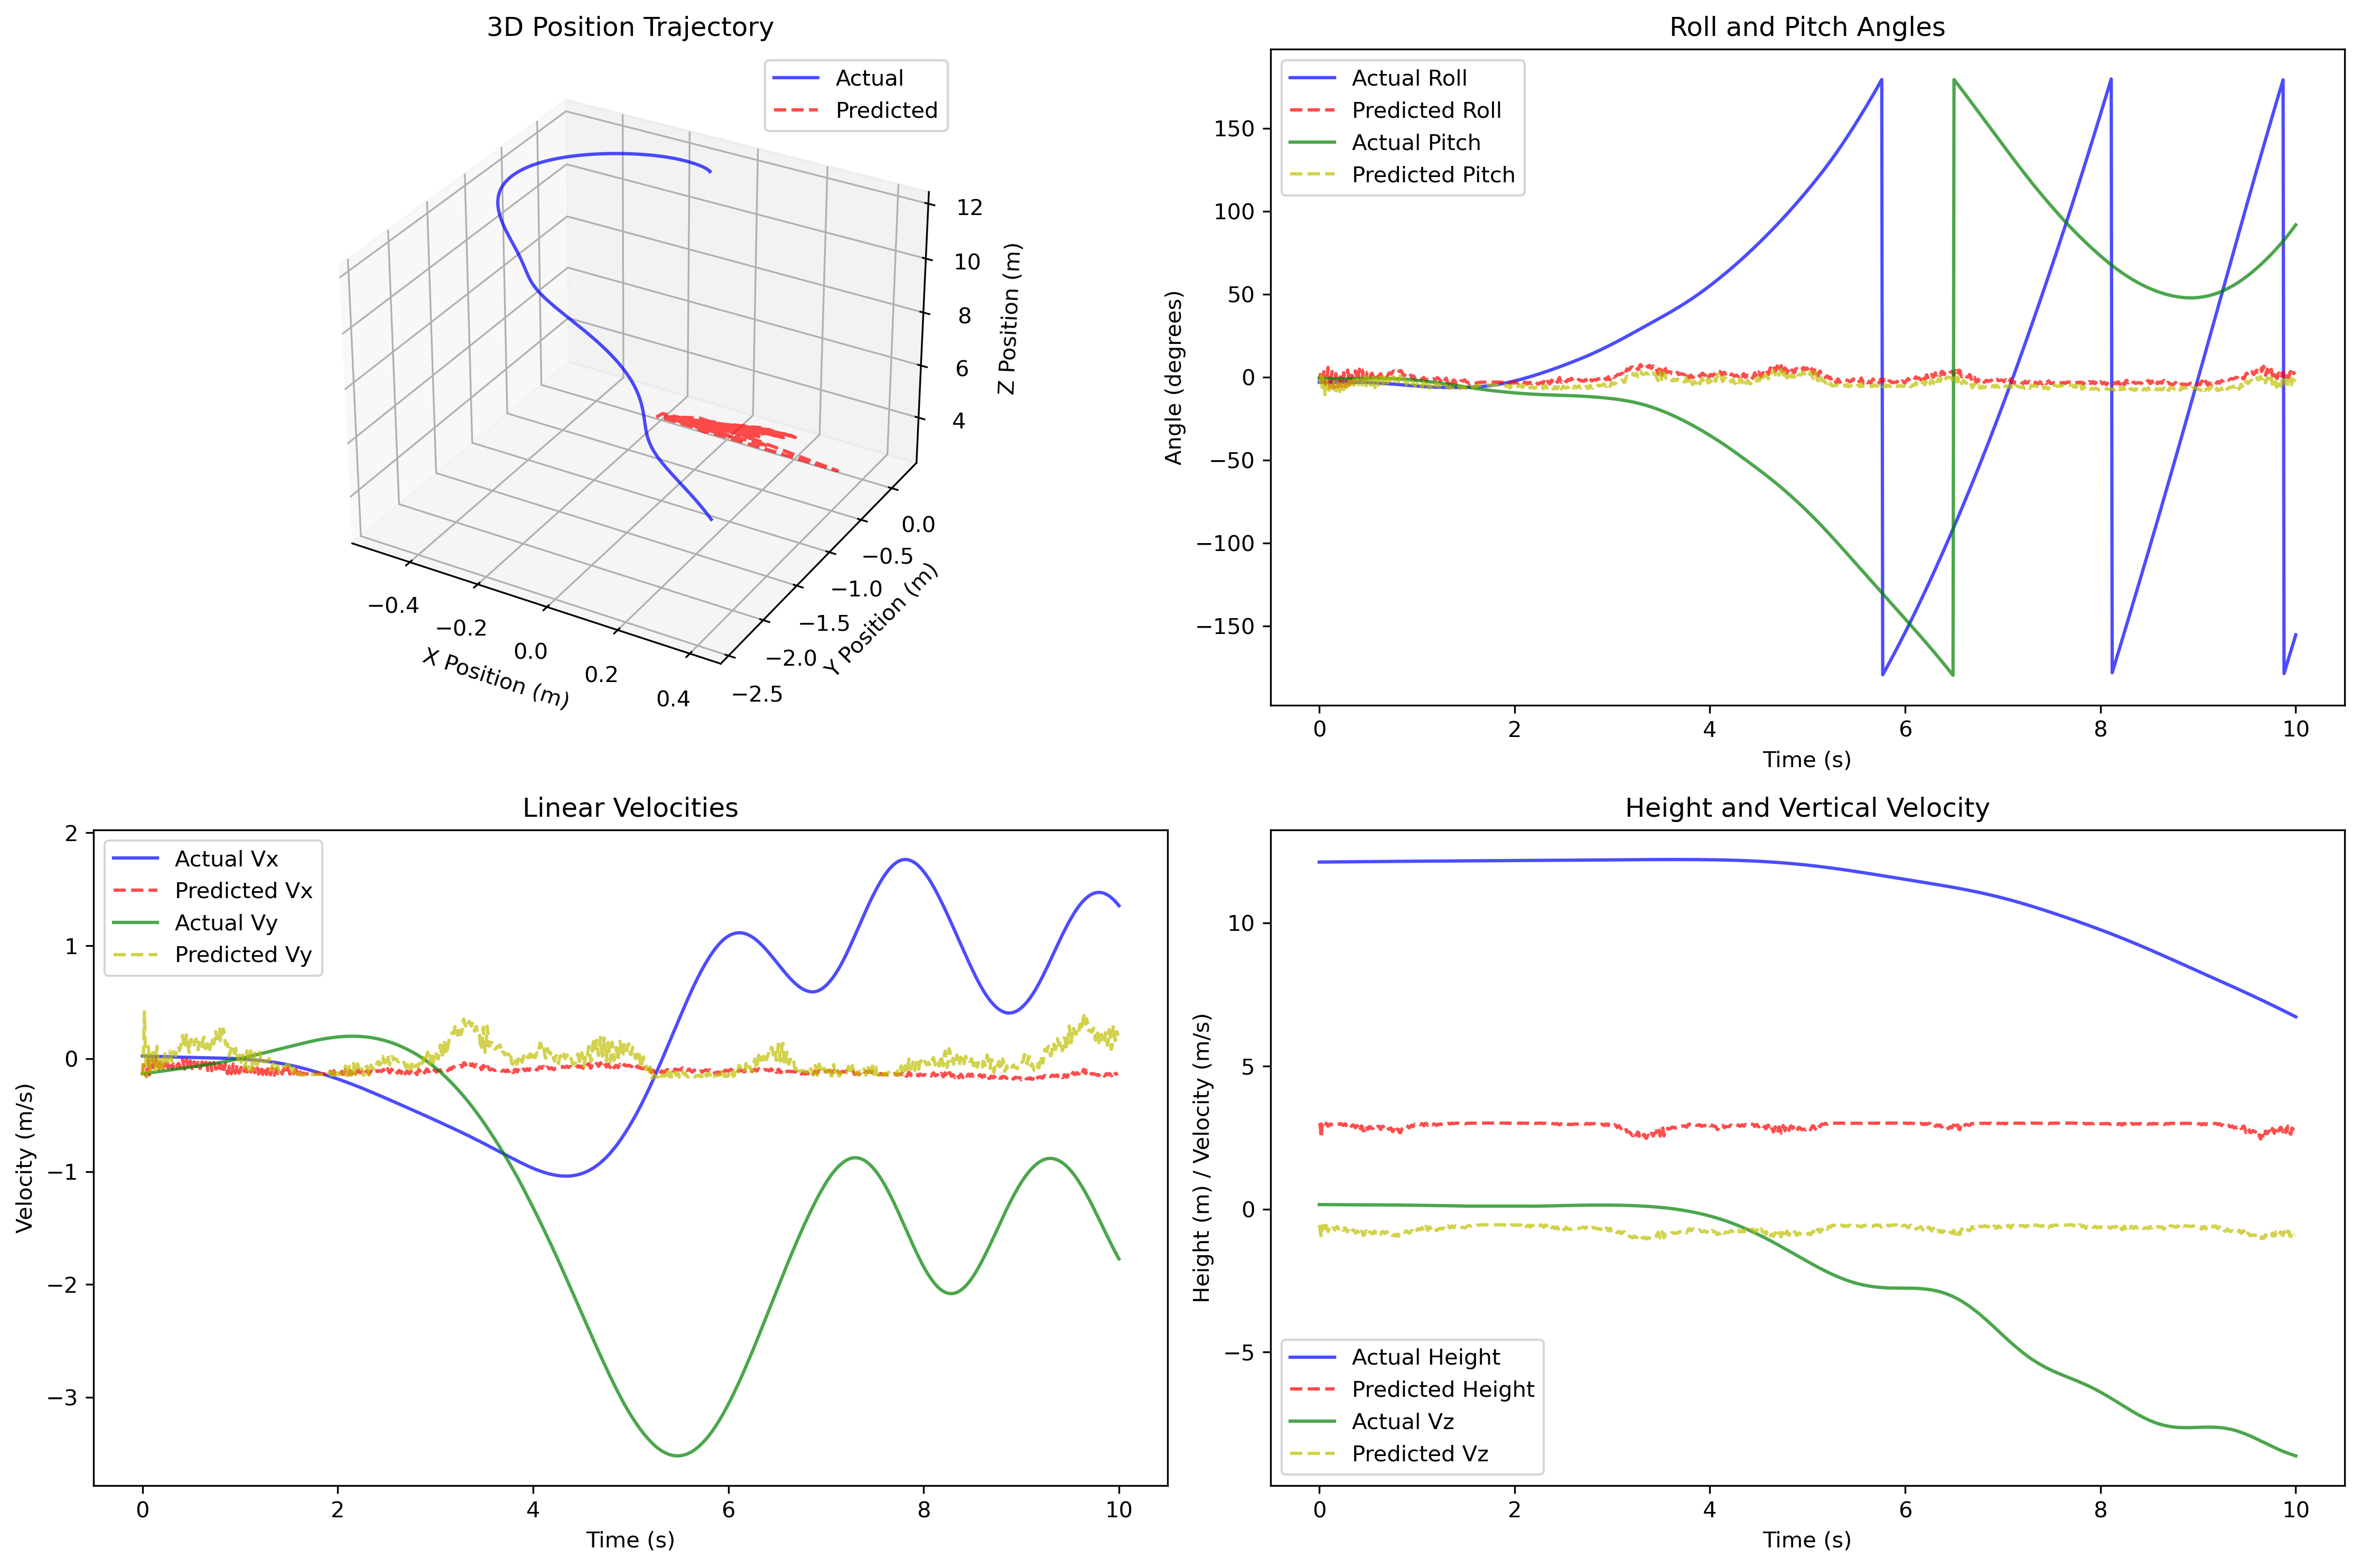 3D Position Trajectory
Actual
Predicted
12
10
8
6
4
Z Position (m)
0.0
−0.5
−1.0
−1.5
−2.0
−2.5
Y Position (m)
−0.4
−0.2
0.0
0.2
0.4
X Position (m)
Roll and Pitch Angles
Actual Roll
Predicted Roll
Actual Pitch
Predicted Pitch
150
100
50
0
−50
−100
−150
Angle (degrees)
0 2 4 6 8 10
Time (s)
Linear Velocities
Actual Vx
Predicted Vx
Actual Vy
Predicted Vy
2
1
0
−1
−2
−3
Velocity (m/s)
0 2 4 6 8 10
Time (s)
Height and Vertical Velocity
10
5
0
−5
Height (m) / Velocity (m/s)
Actual Height
Predicted Height
Actual Vz
Predicted Vz
0 2 4 6 8 10
Time (s)